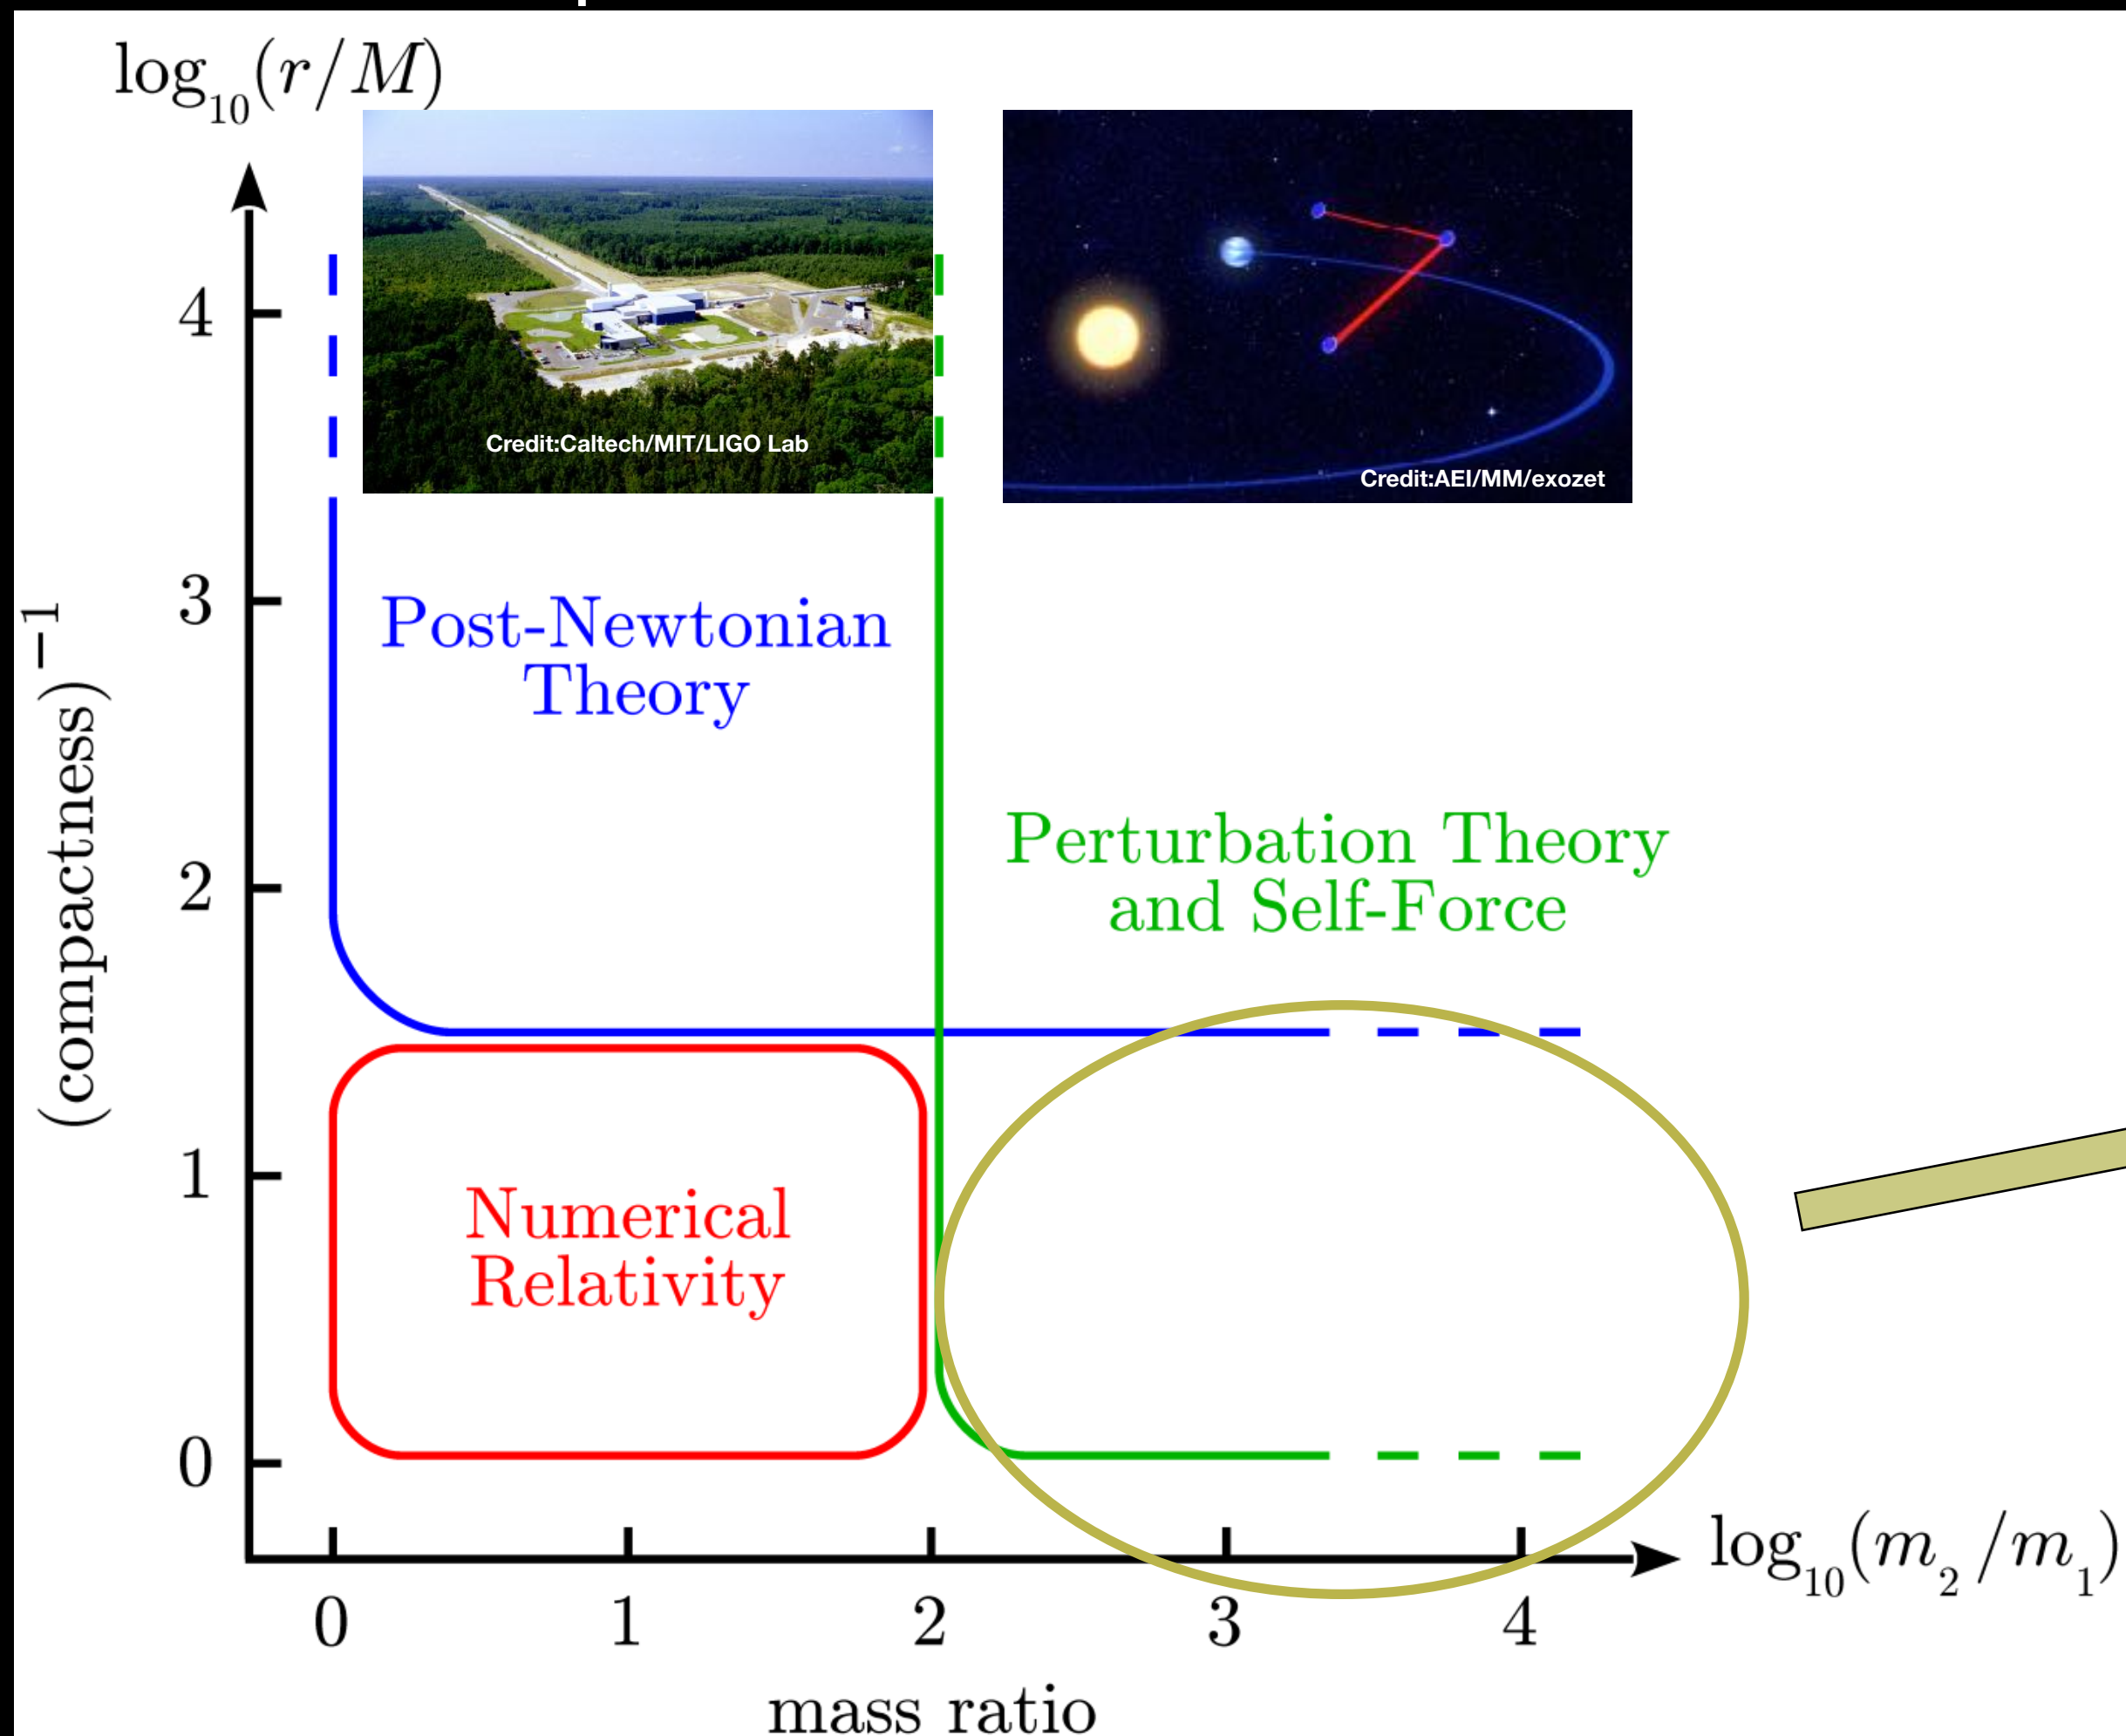 log₁₀(r/M)
Credit:Caltech/MIT/LIGO Lab
Credit:AEI/MM/exozet
4
3
2
1
0
(compactness)⁻¹
Post-Newtonian
Theory
Perturbation Theory
and Self-Force
Numerical
Relativity
log₁₀(m₂/m₁)
0 1 2 3 4
mass ratio